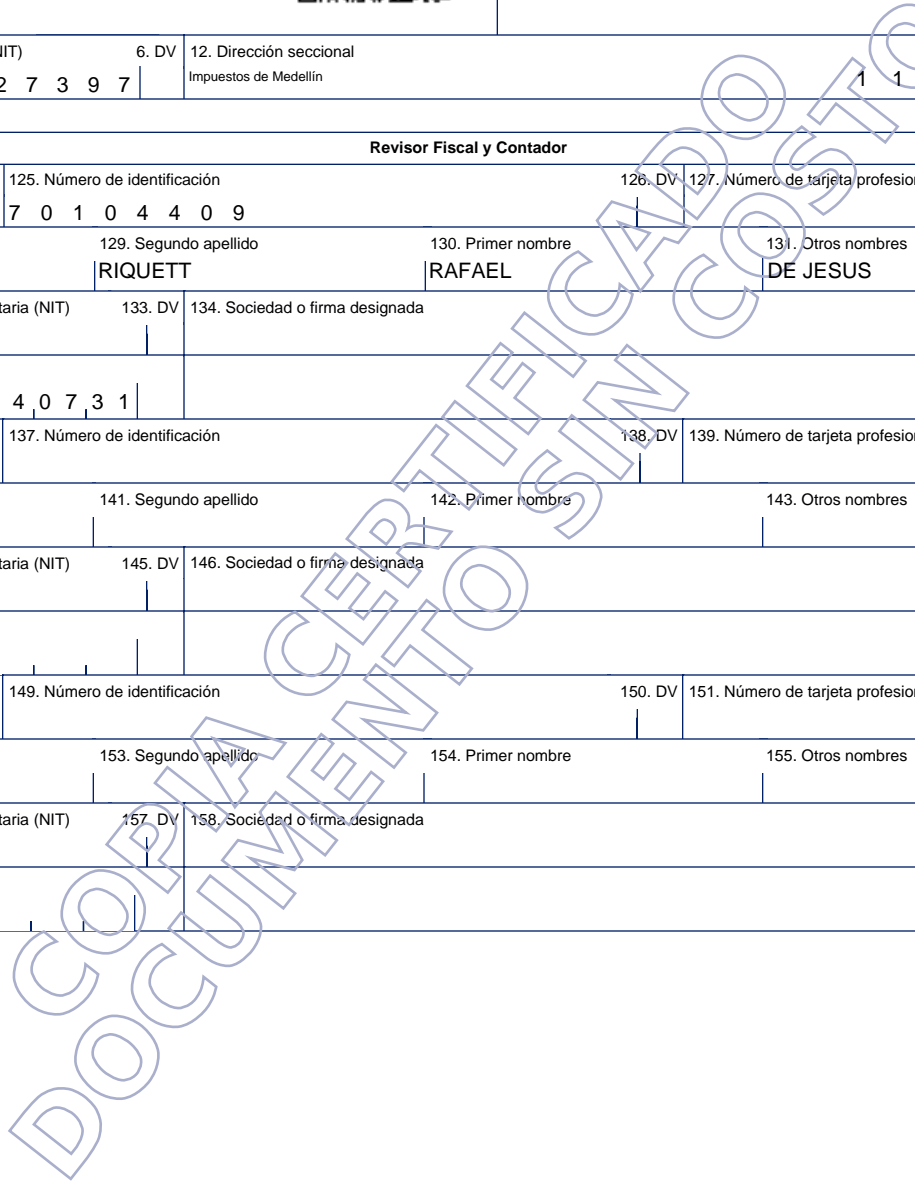 IIT) 6. DV 12. Dirección seccional
2 7 3 9 7 Impuestos de Medellín 1 1
Revisor Fiscal y Contador
125. Número de identificación 126. DV 127. Número de tarjeta profesion
7 0 1 0 4 4 0 9
129. Segundo apellido 130. Primer nombre 131. Otros nombres
RIQUETT RAFAEL DE JESUS
taria (NIT) 133. DV 134. Sociedad o firma designada
4 0 7 3 1
137. Número de identificación 138. DV 139. Número de tarjeta profesion
141. Segundo apellido 142. Primer nombre 143. Otros nombres
taria (NIT) 145. DV 146. Sociedad o firma designada
149. Número de identificación 150. DV 151. Número de tarjeta profesion
153. Segundo apellido 154. Primer nombre 155. Otros nombres
taria (NIT) 157. DV 158. Sociedad o firma designada
COPIA CERTIFICADO
DOCUMENTO SIN COSTO